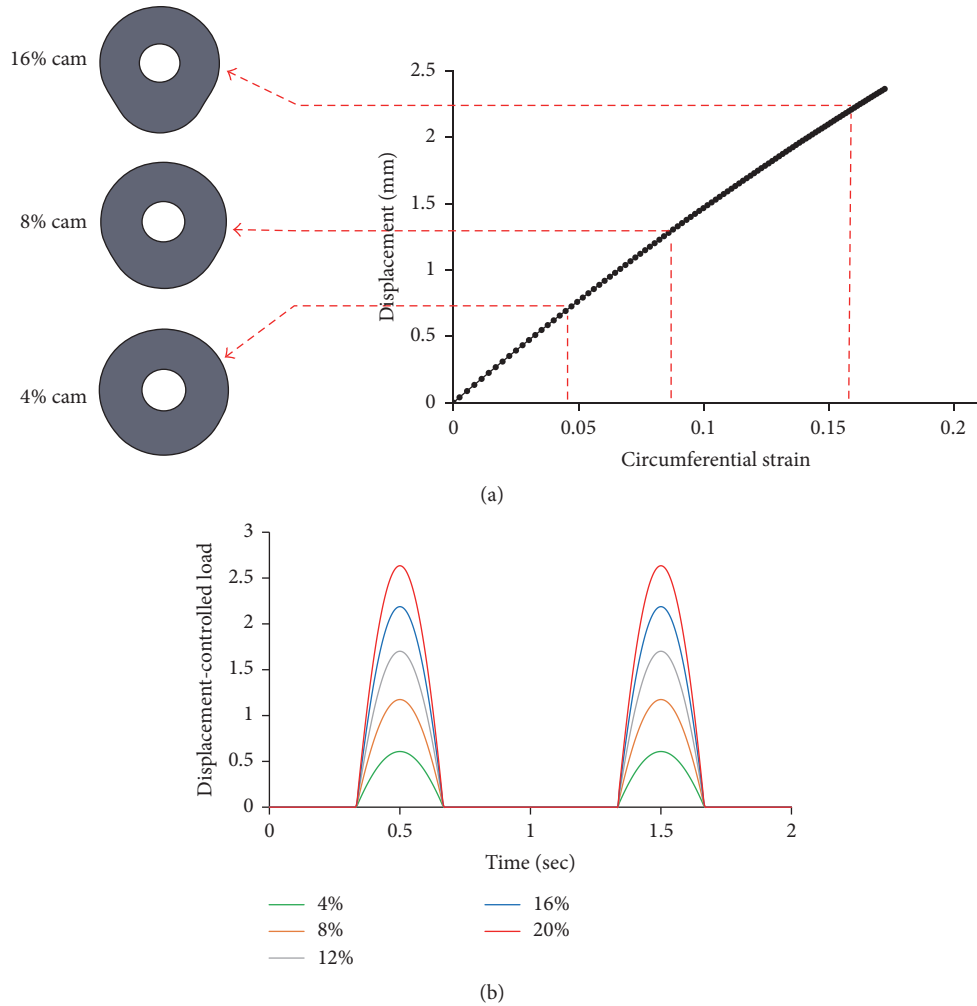 16% cam
8% cam
4% cam
Displacement (mm)
2.5
2
1.5
1
0.5
0
0 0.05 0.1 0.15 0.2
Circumferential strain
(a)
Displacement-controlled load
3
2.5
2
1.5
1
0.5
0
0 0.5 1 1.5 2
Time (sec)
4% 16%
8% 20%
12%
(b)